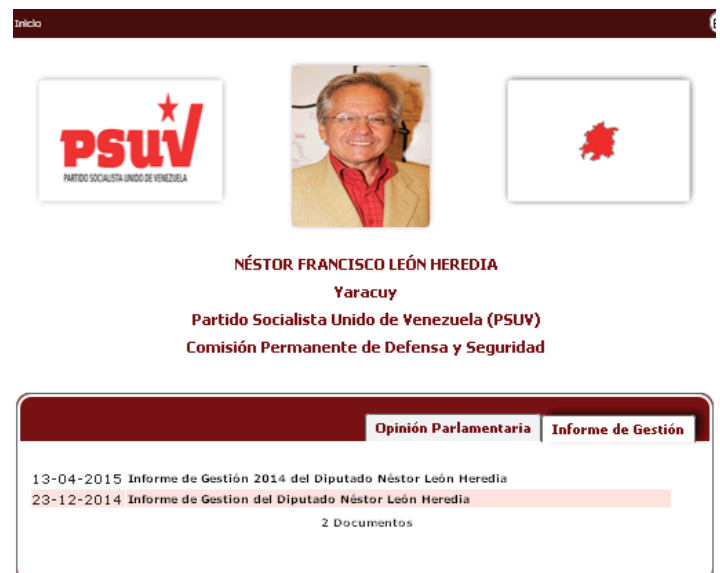 Inicio
PSUV
PARTIDO SOCIALISTA UNIDO DE VENEZUELA
NÉSTOR FRANCISCO LEÓN HEREDIA
Yaracuy
Partido Socialista Unido de Venezuela (PSUV)
Comisión Permanente de Defensa y Seguridad
Opinión Parlamentaria Informe de Gestión
13-04-2015 Informe de Gestión 2014 del Diputado Néstor León Heredia
23-12-2014 Informe de Gestion del Diputado Néstor León Heredia
2 Documentos